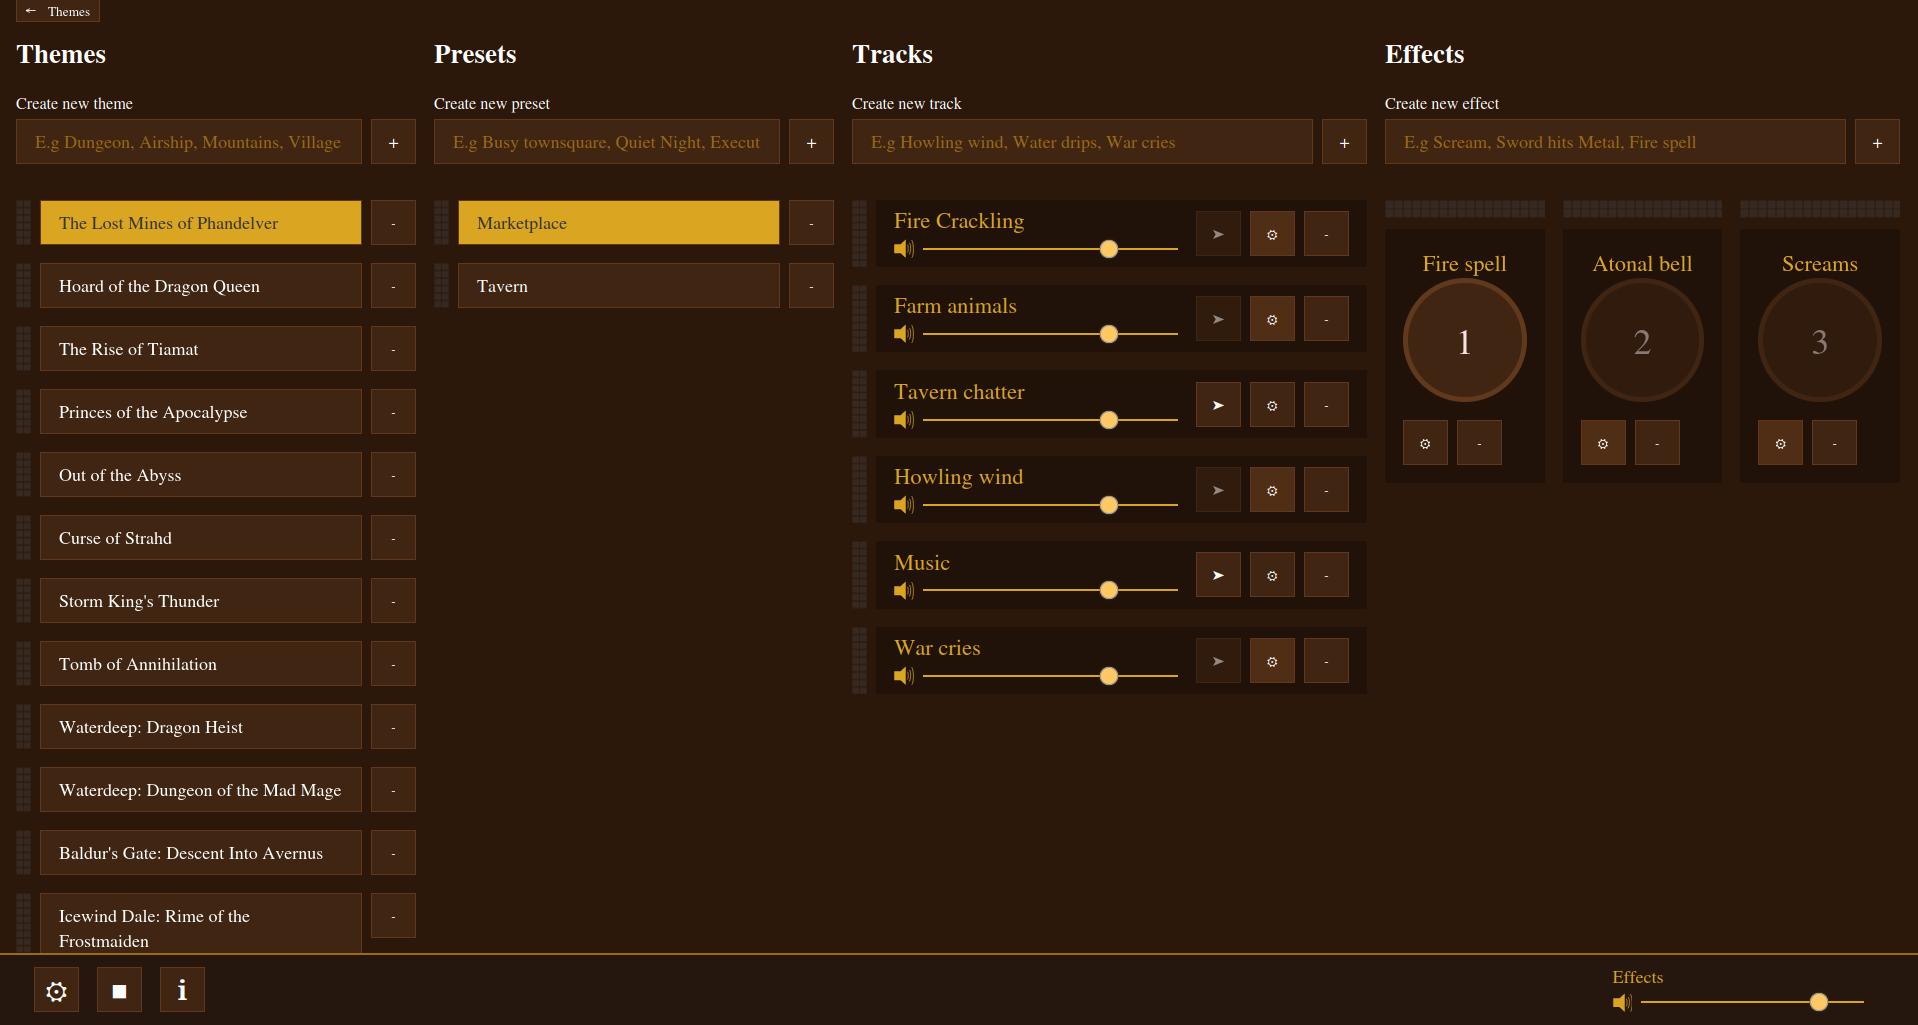 ← Themes
Themes
Create new theme
E.g Dungeon, Airship, Mountains, Village
+
The Lost Mines of Phandelver
-
Hoard of the Dragon Queen
-
The Rise of Tiamat
-
Princes of the Apocalypse
-
Out of the Abyss
-
Curse of Strahd
-
Storm King's Thunder
-
Tomb of Annihilation
-
Waterdeep: Dragon Heist
-
Waterdeep: Dungeon of the Mad Mage
-
Baldur's Gate: Descent Into Avernus
-
Icewind Dale: Rime of the
Frostmaiden
-
Presets
Create new preset
E.g Busy townsquare, Quiet Night, Execut
+
Marketplace
-
Tavern
-
Tracks
Create new track
E.g Howling wind, Water drips, War cries
+
Fire Crackling
-
Farm animals
-
Tavern chatter
-
Howling wind
-
Music
-
War cries
-
Effects
Create new effect
E.g Scream, Sword hits Metal, Fire spell
+
Fire spell
1
-
Atonal bell
2
-
Screams
3
-
i
Effects